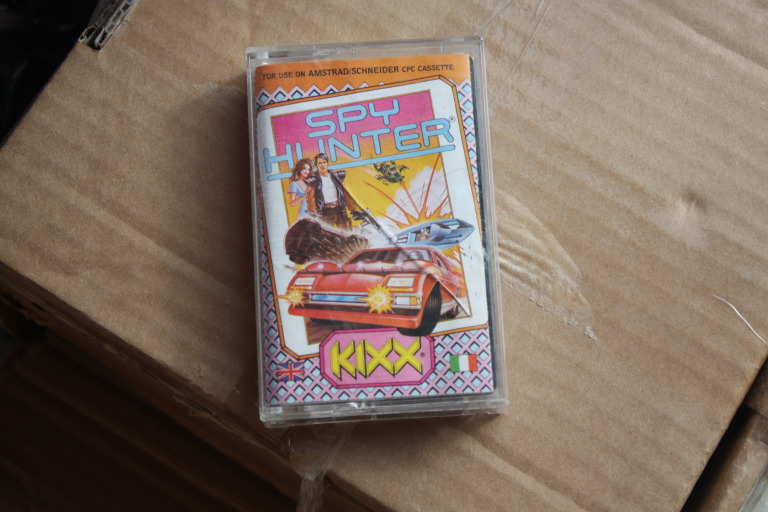 FOR USE ON AMSTRAD/SCHNEIDER CPC CASSETTE
SPY
HUNTER®
KIXX®